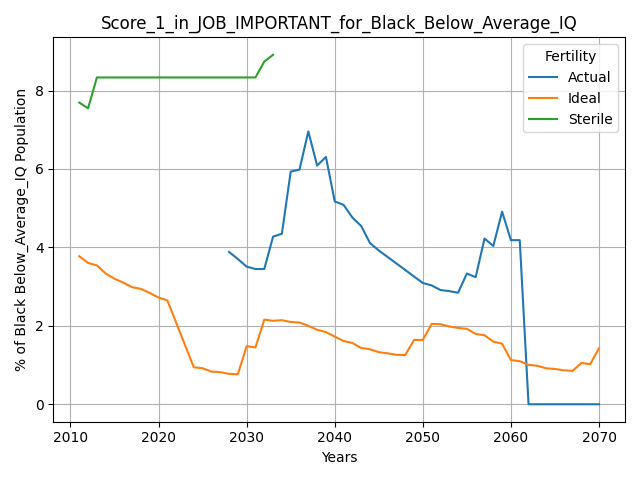 Score_1_in_JOB_IMPORTANT_for_Black_Below_Average_IQ
% of Black Below_Average_IQ Population
8
6
4
2
0
Fertility
Actual
Ideal
Sterile
2010 2020 2030 2040 2050 2060 2070
Years